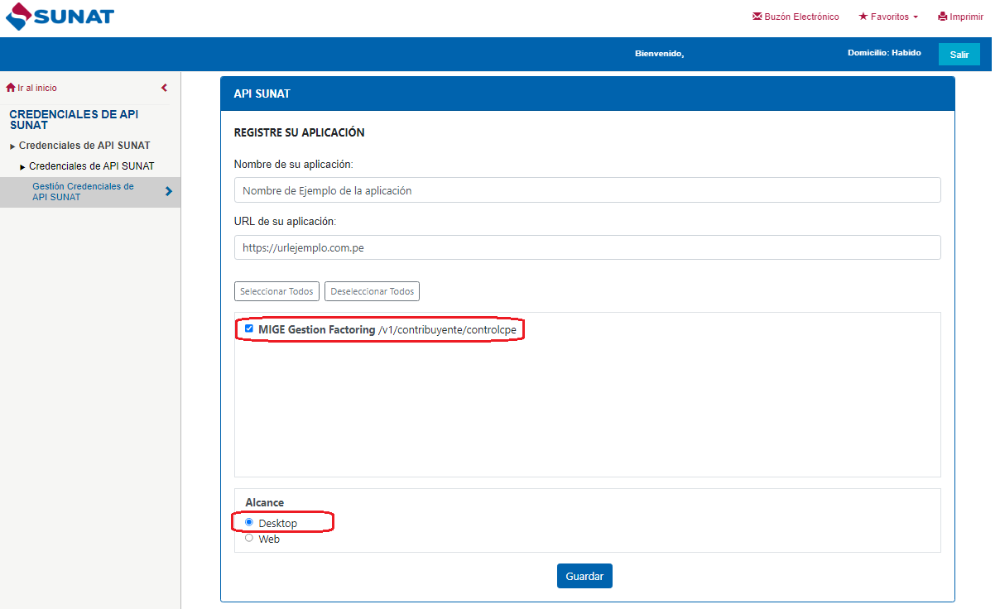 SUNAT
Buzón Electrónico
Favoritos
Imprimir
Bienvenido,
Domicilio: Habido
Salir
Ir al inicio
CREDENCIALES DE API
SUNAT
Credenciales de API SUNAT
Credenciales de API SUNAT
Gestión Credenciales de
API SUNAT
API SUNAT
REGISTRE SU APLICACIÓN
Nombre de su aplicación:
Nombre de Ejemplo de la aplicación
URL de su aplicación:
https://urlejemplo.com.pe
Seleccionar Todos
Deseleccionar Todos
MIGE Gestion Factoring /v1/contribuyente/controlcpe
Alcance
Desktop
Web
Guardar